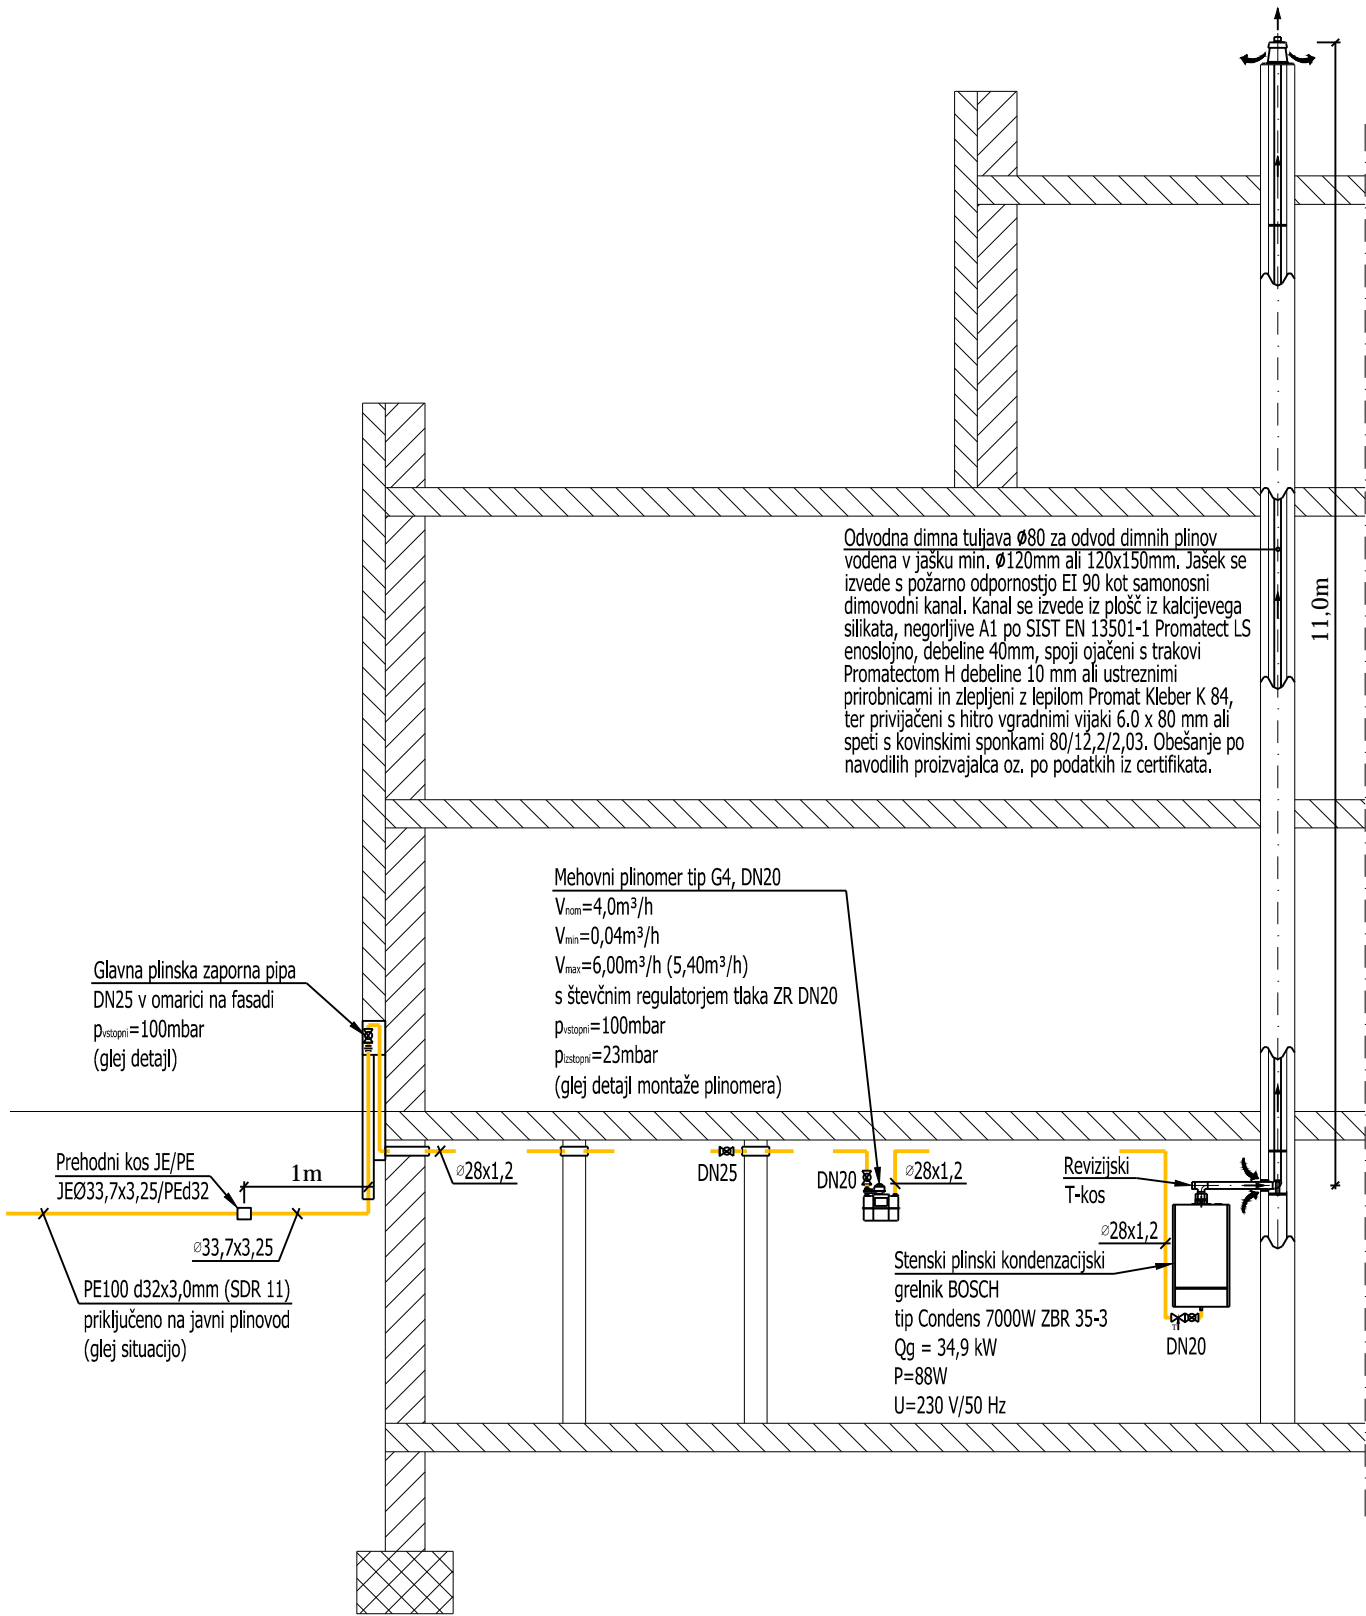 Odvodna dimna tuljava Ø80 za odvod dimnih plinov
vodena v jašku min. Ø120mm ali 120x150mm. Jašek se
izvede s požarno odpornostjo EI 90 kot samonosni
dimovodni kanal. Kanal se izvede iz plošč iz kalcijevega
silikata, negorljive A1 po SIST EN 13501-1 Promatect LS
enoslojno, debeline 40mm, spoji ojačeni s trakovi
Promatectom H debeline 10 mm ali ustreznimi
prirobnicami in zlepljeni z lepilom Promat Kleber K 84,
ter privijačeni s hitro vgradnimi vijaki 6.0 x 80 mm ali
speti s kovinskimi sponkami 80/12,2/2,03. Obešanje po
navodilih proizvajalca oz. po podatkih iz certifikata.
11,0m
Mehovni plinomer tip G4, DN20
Vnom=4,0m³/h
Vmin=0,04m³/h
Vmax=6,00m³/h (5,40m³/h)
s števčnim regulatorjem tlaka ZR DN20
pvstopni=100mbar
pizstopni=23mbar
(glej detajl montaže plinomera)
Glavna plinska zaporna pipa
DN25 v omarici na fasadi
pvstopni=100mbar
(glej detajl)
Prehodni kos JE/PE
JEØ33,7x3,25/PEd32
1m
⌀33,7x3,25
PE100 d32x3,0mm (SDR 11)
priključeno na javni plinovod
(glej situacijo)
⌀28x1,2
DN25
DN20
⌀28x1,2
Revizijski
T-kos
⌀28x1,2
Stenski plinski kondenzacijski
grelnik BOSCH
tip Condens 7000W ZBR 35-3
Qg = 34,9 kW
P=88W
U=230 V/50 Hz
DN20